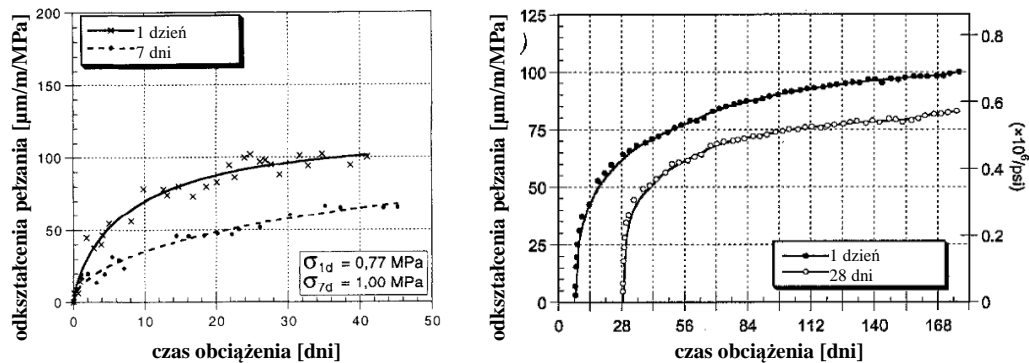 odkształcenia pełzania [μm/m/MPa]
200
150
100
50
0
1 dzień
7 dni
σ1d = 0,77 MPa
σ7d = 1,00 MPa
0 10 20 30 40 50
czas obciążenia [dni]
odkształcenia pełzania [μm/m/MPa]
125
100
75
50
25
0
)
1 dzień
28 dni
0 28 56 84 112 140 168
czas obciążenia [dni]
0.8
0.6
0.4
0.2
0
(×10⁶/psi)